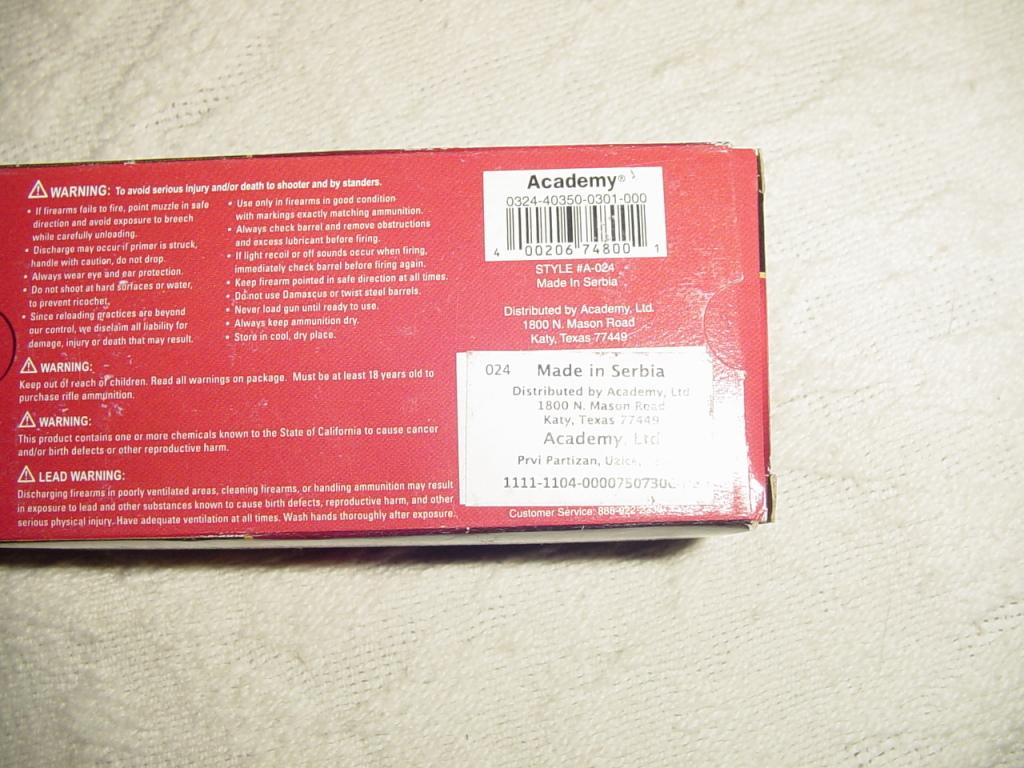 WARNING: To avoid serious injury and/or death to shooter and by standers.
• If firearms fails to fire, point muzzle in safe
direction and avoid exposure to breech
while carefully unloading.
• Discharge may occur if primer is struck,
handle with caution, do not drop.
• Always wear eye and ear protection.
• Do not shoot at hard surfaces or water,
to prevent ricochet.
• Since reloading practices are beyond
our control, we disclaim all liability for
damage, injury or death that may result.
• Use only in firearms in good condition
with markings exactly matching ammunition.
• Always check barrel and remove obstructions
and excess lubricant before firing.
• If light recoil or off sounds occur when firing,
immediately check barrel before firing again.
• Keep firearm pointed in safe direction at all times.
• Do not use Damascus or twist steel barrels.
• Never load gun until ready to use.
• Always keep ammunition dry.
• Store in cool, dry place.
WARNING:
Keep out of reach of children. Read all warnings on package. Must be at least 18 years old to
purchase rifle ammunition.
WARNING:
This product contains one or more chemicals known to the State of California to cause cancer
and/or birth defects or other reproductive harm.
LEAD WARNING:
Discharging firearms in poorly ventilated areas, cleaning firearms, or handling ammunition may result
in exposure to lead and other substances known to cause birth defects, reproductive harm, and other
serious physical injury. Have adequate ventilation at all times. Wash hands thoroughly after exposure.
Academy®
0324-40350-0301-000
4 00206 74800 1
STYLE #A-024
Made In Serbia
Distributed by Academy, Ltd.
1800 N. Mason Road
Katy, Texas 77449
024 Made in Serbia
Distributed by Academy, Ltd
1800 N. Mason Road
Katy, Texas 77449
Academy, Ltd
Prvi Partizan,
Customer Service: